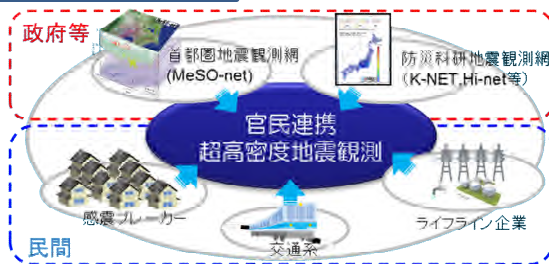 政府等
首都圏地震観測網
(MeSO-net)
防災科研地震観測網
(K-NET,Hi-net等)
官民連携
超高密度地震観測
感震ブレーカー
交通系
ライフライン企業
民間